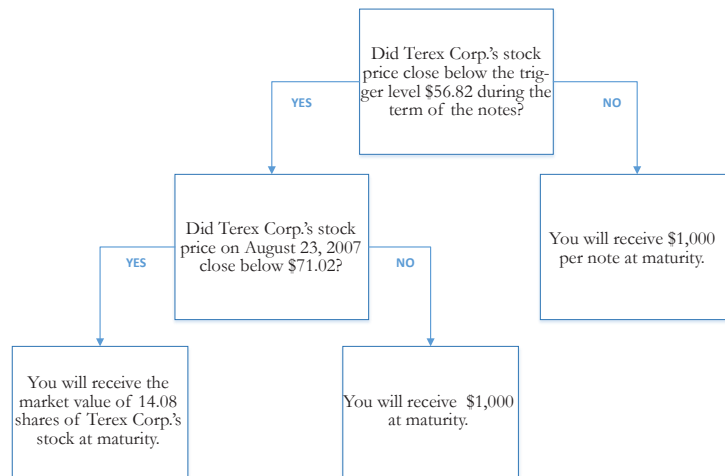 Did Terex Corp.'s stock
price close below the trig-
ger level $56.82 during the
term of the notes?
YES
NO
Did Terex Corp.'s stock
price on August 23, 2007
close below $71.02?
You will receive $1,000
per note at maturity.
YES
NO
You will receive the
market value of 14.08
shares of Terex Corp.'s
stock at maturity.
You will receive $1,000
at maturity.